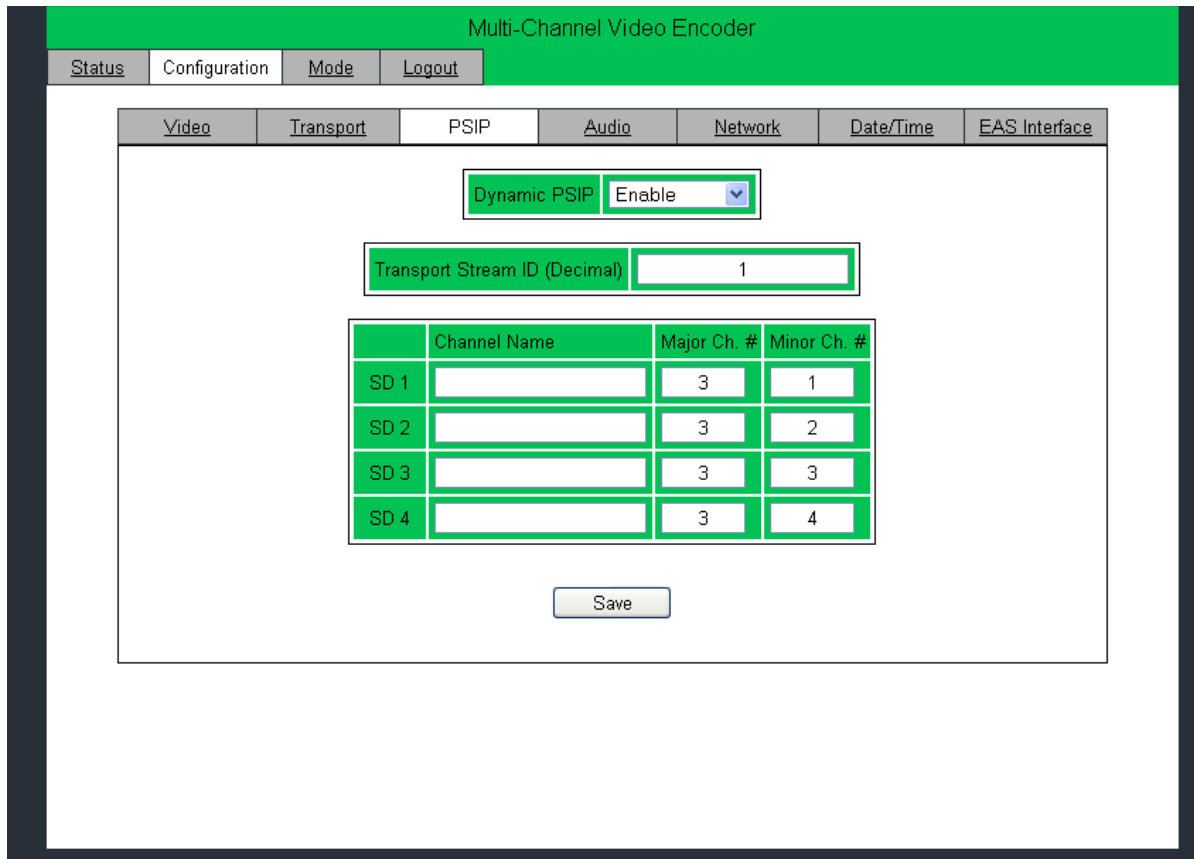 Multi-Channel Video Encoder
Status Configuration Mode Logout
Video Transport PSIP Audio Network Date/Time EAS Interface
Dynamic PSIP Enable
Transport Stream ID (Decimal) 1
Channel Name Major Ch. # Minor Ch. #
SD 1 3 1
SD 2 3 2
SD 3 3 3
SD 4 3 4
Save